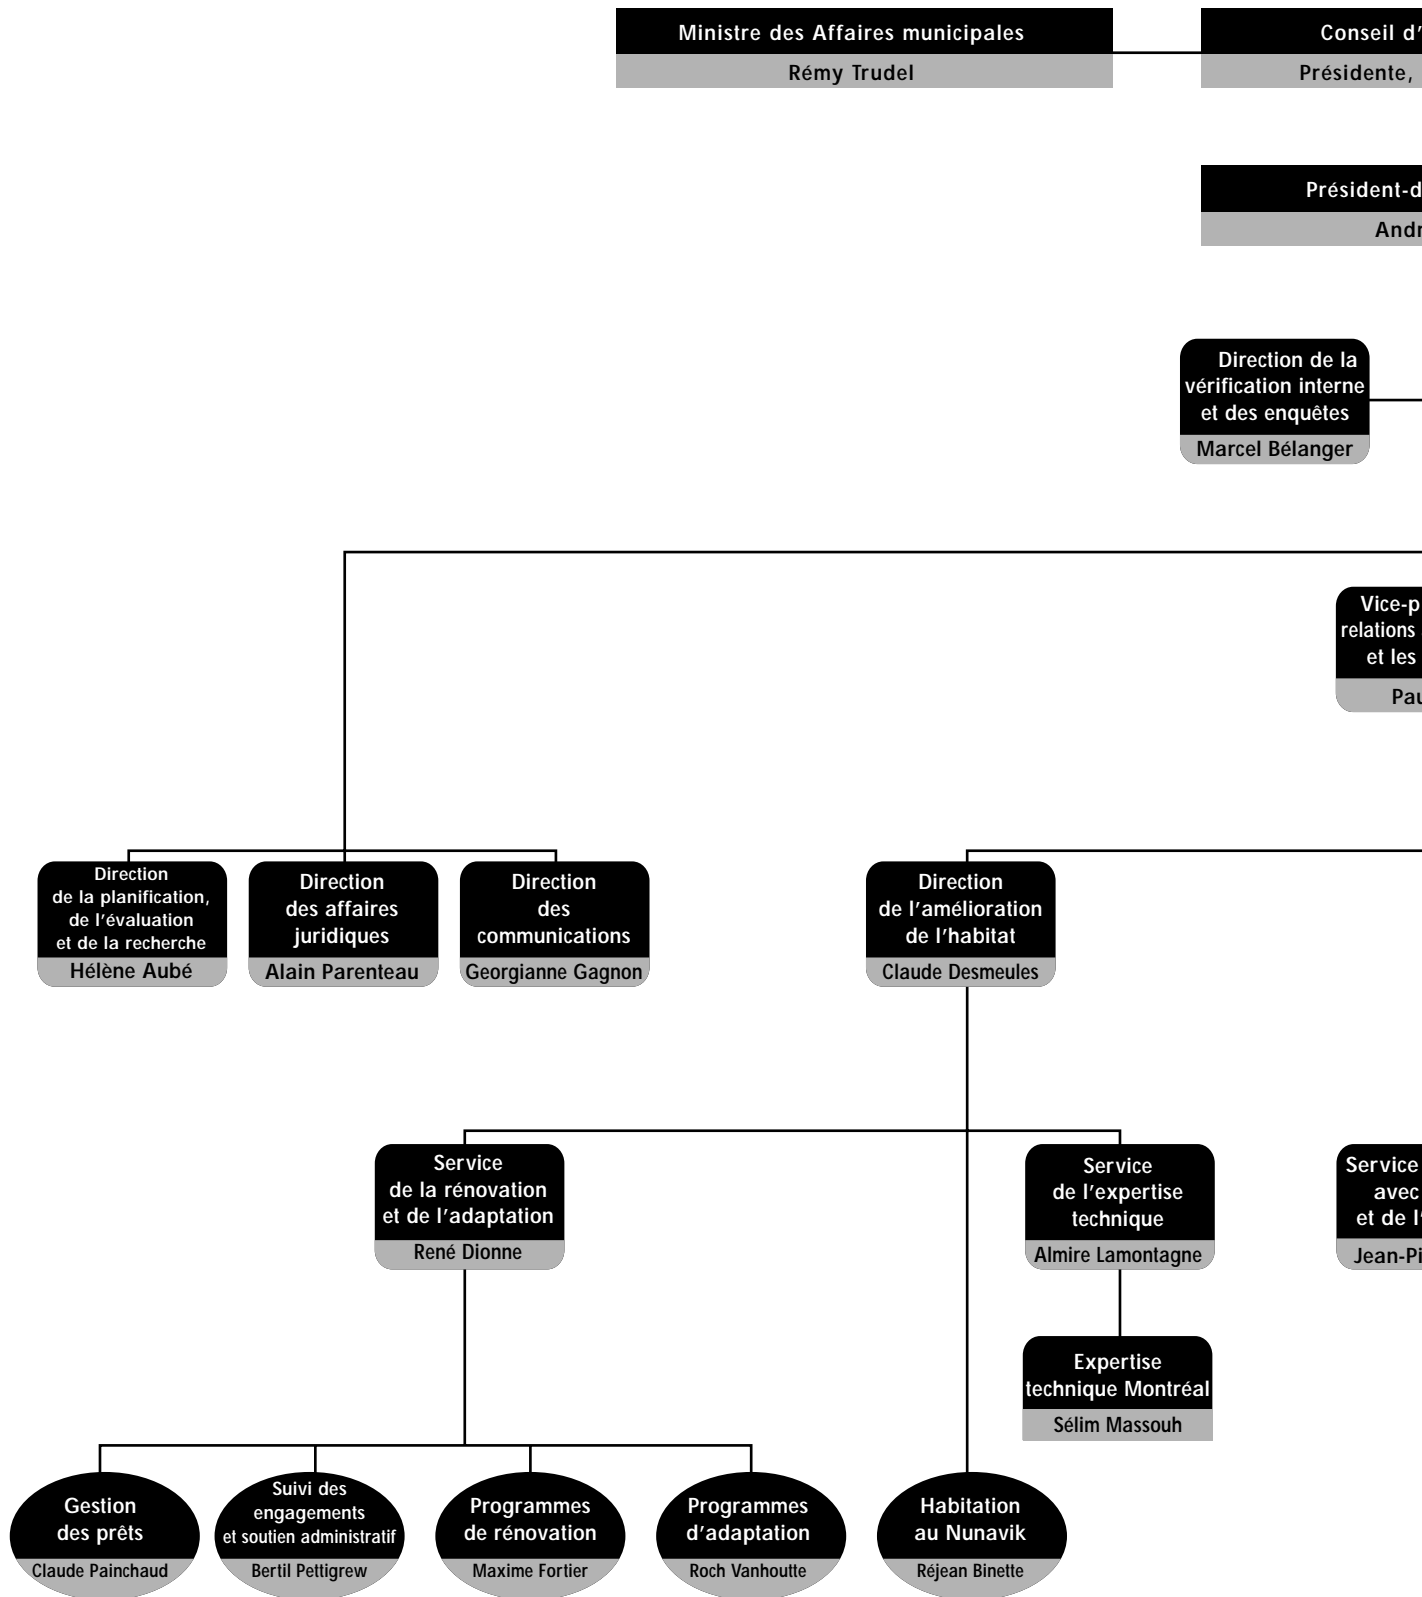 Ministre des Affaires municipales
Rémy Trudel
Conseil d'
Présidente,
Président-d
Andr
Direction de la
vérification interne
et des enquêtes
Marcel Bélanger
Vice-p
relations
et les
Pau
Direction
de la planification,
de l'évaluation
et de la recherche
Hélène Aubé
Direction
des affaires
juridiques
Alain Parenteau
Direction
des
communications
Georgianne Gagnon
Direction
de l'amélioration
de l'habitat
Claude Desmeules
Service
de la rénovation
et de l'adaptation
René Dionne
Service
de l'expertise
technique
Almire Lamontagne
Service
avec
et de l'
Jean-Pi
Expertise
technique Montréal
Sélim Massouh
Gestion
des prêts
Claude Painchaud
Suivi des
engagements
et soutien administratif
Bertil Pettigrew
Programmes
de rénovation
Maxime Fortier
Programmes
d'adaptation
Roch Vanhoutte
Habitation
au Nunavik
Réjean Binette